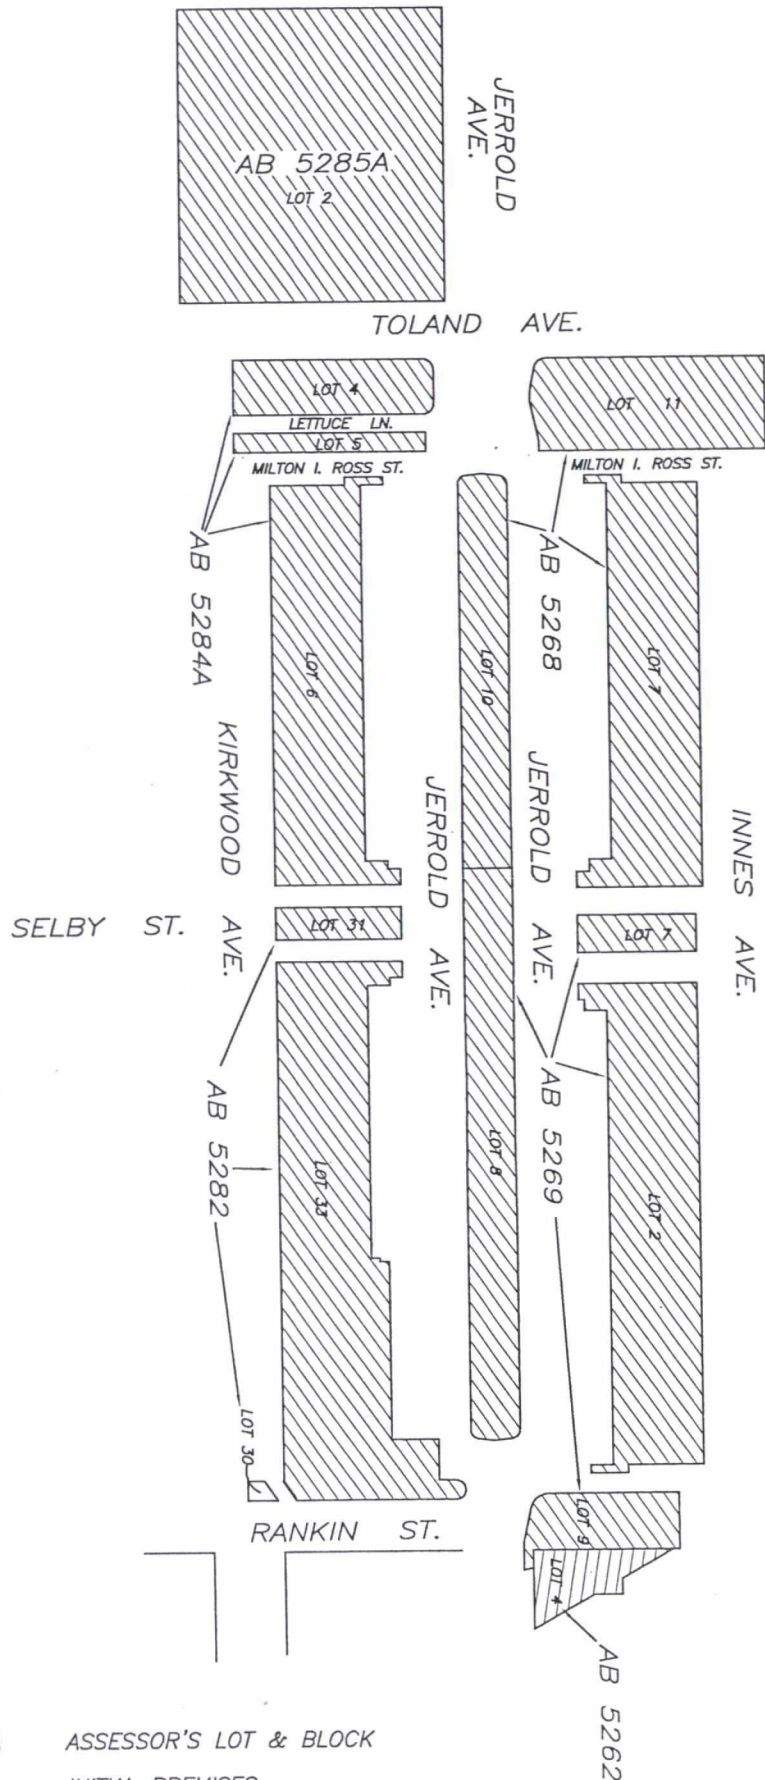 JERROLD
AVE.
AB 5285A
LOT 2
TOLAND AVE.
LOT 4
LOT 11
LETTUCE LN.
LOT 5
MILTON I. ROSS ST.
MILTON I. ROSS ST.
AB 5284A
AB 5268
LOT 6
LOT 10
LOT 7
KIRKWOOD AVE.
JERROLD AVE.
JERROLD AVE.
INNES AVE.
SELBY ST.
LOT 31
LOT 7
AB 5282
AB 5269
LOT 33
LOT 8
LOT 2
LOT 30
RANKIN ST.
LOT 9
LOT 4
AB 5262
ASSESSOR'S LOT & BLOCK
INITIAL PREMISES